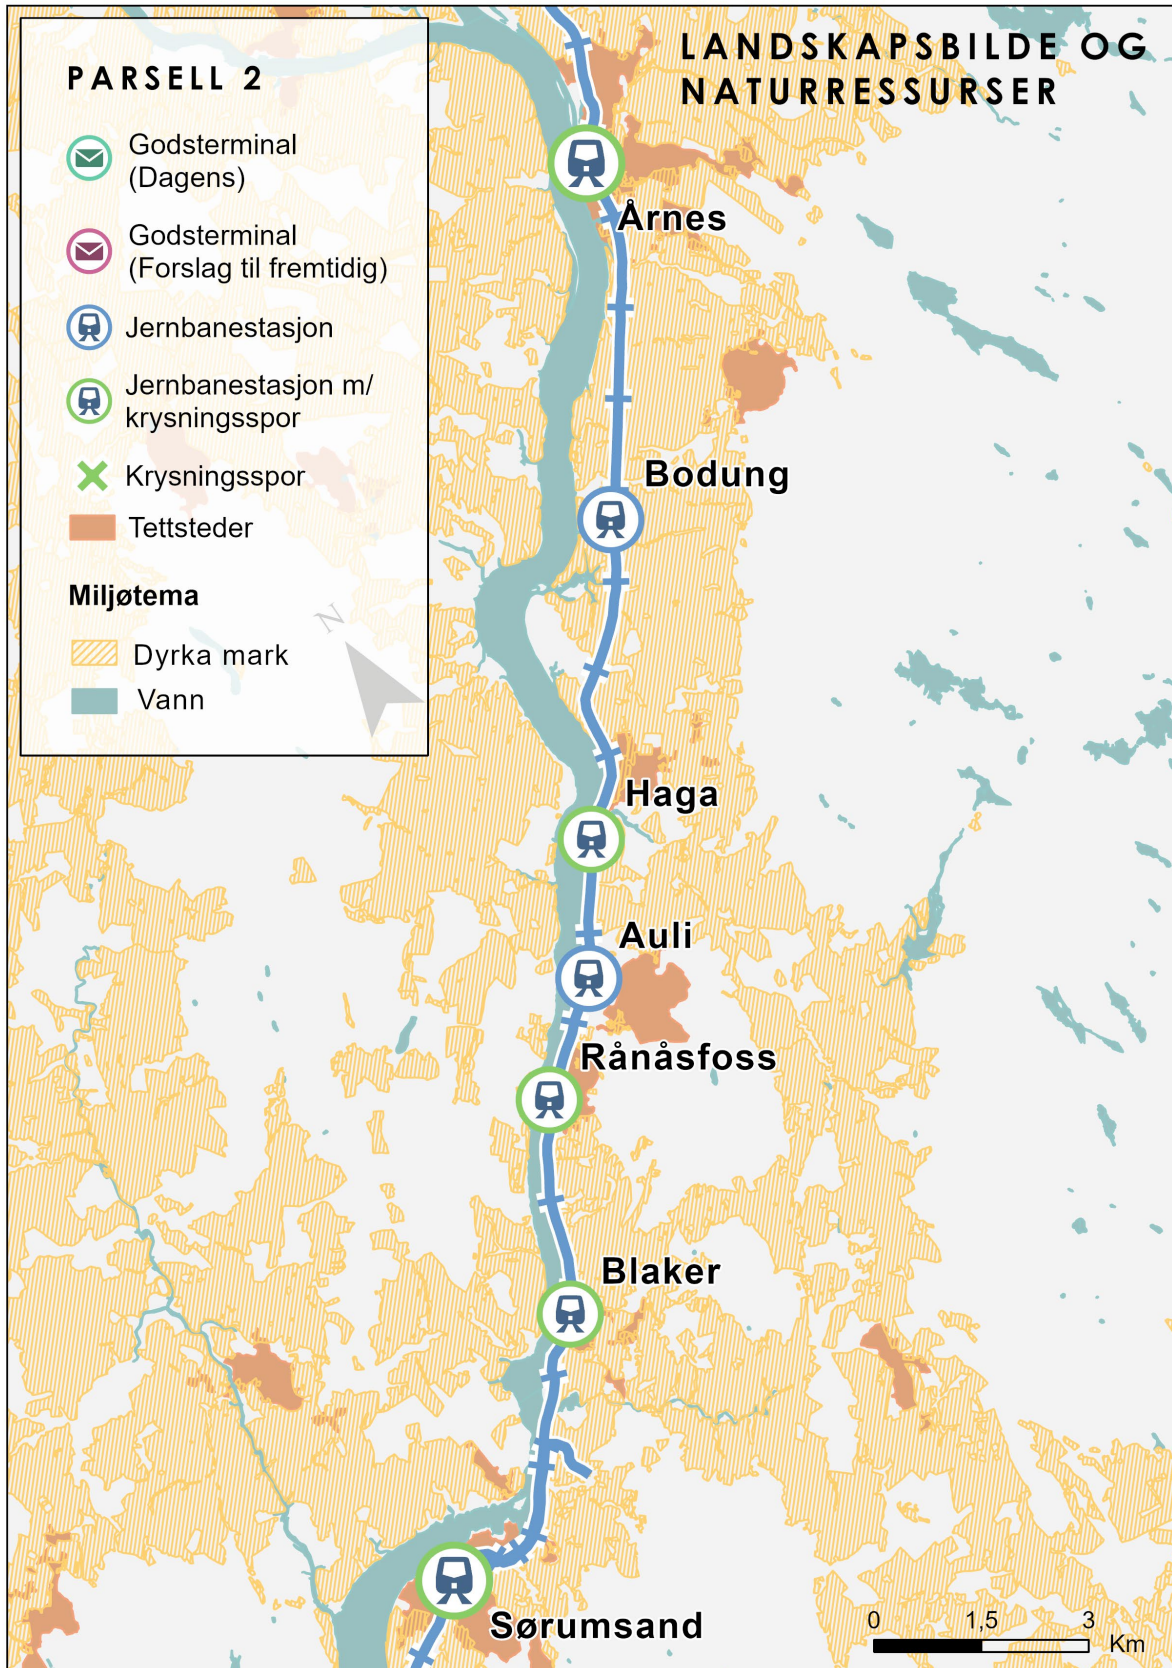 LANDSKAPSBILDE OG
NATURRESSURSER
PARSELL 2
Godsterminal
(Dagens)
Godsterminal
(Forslag til fremtidig)
Jernbanestasjon
Jernbanestasjon m/
krysningsspor
Krysningsspor
Tettsteder
Miljøtema
Dyrka mark
Vann
N
Årnes
Bodung
Haga
Auli
Rånåsfoss
Blaker
Sørumsand
0 1,5 3
Km